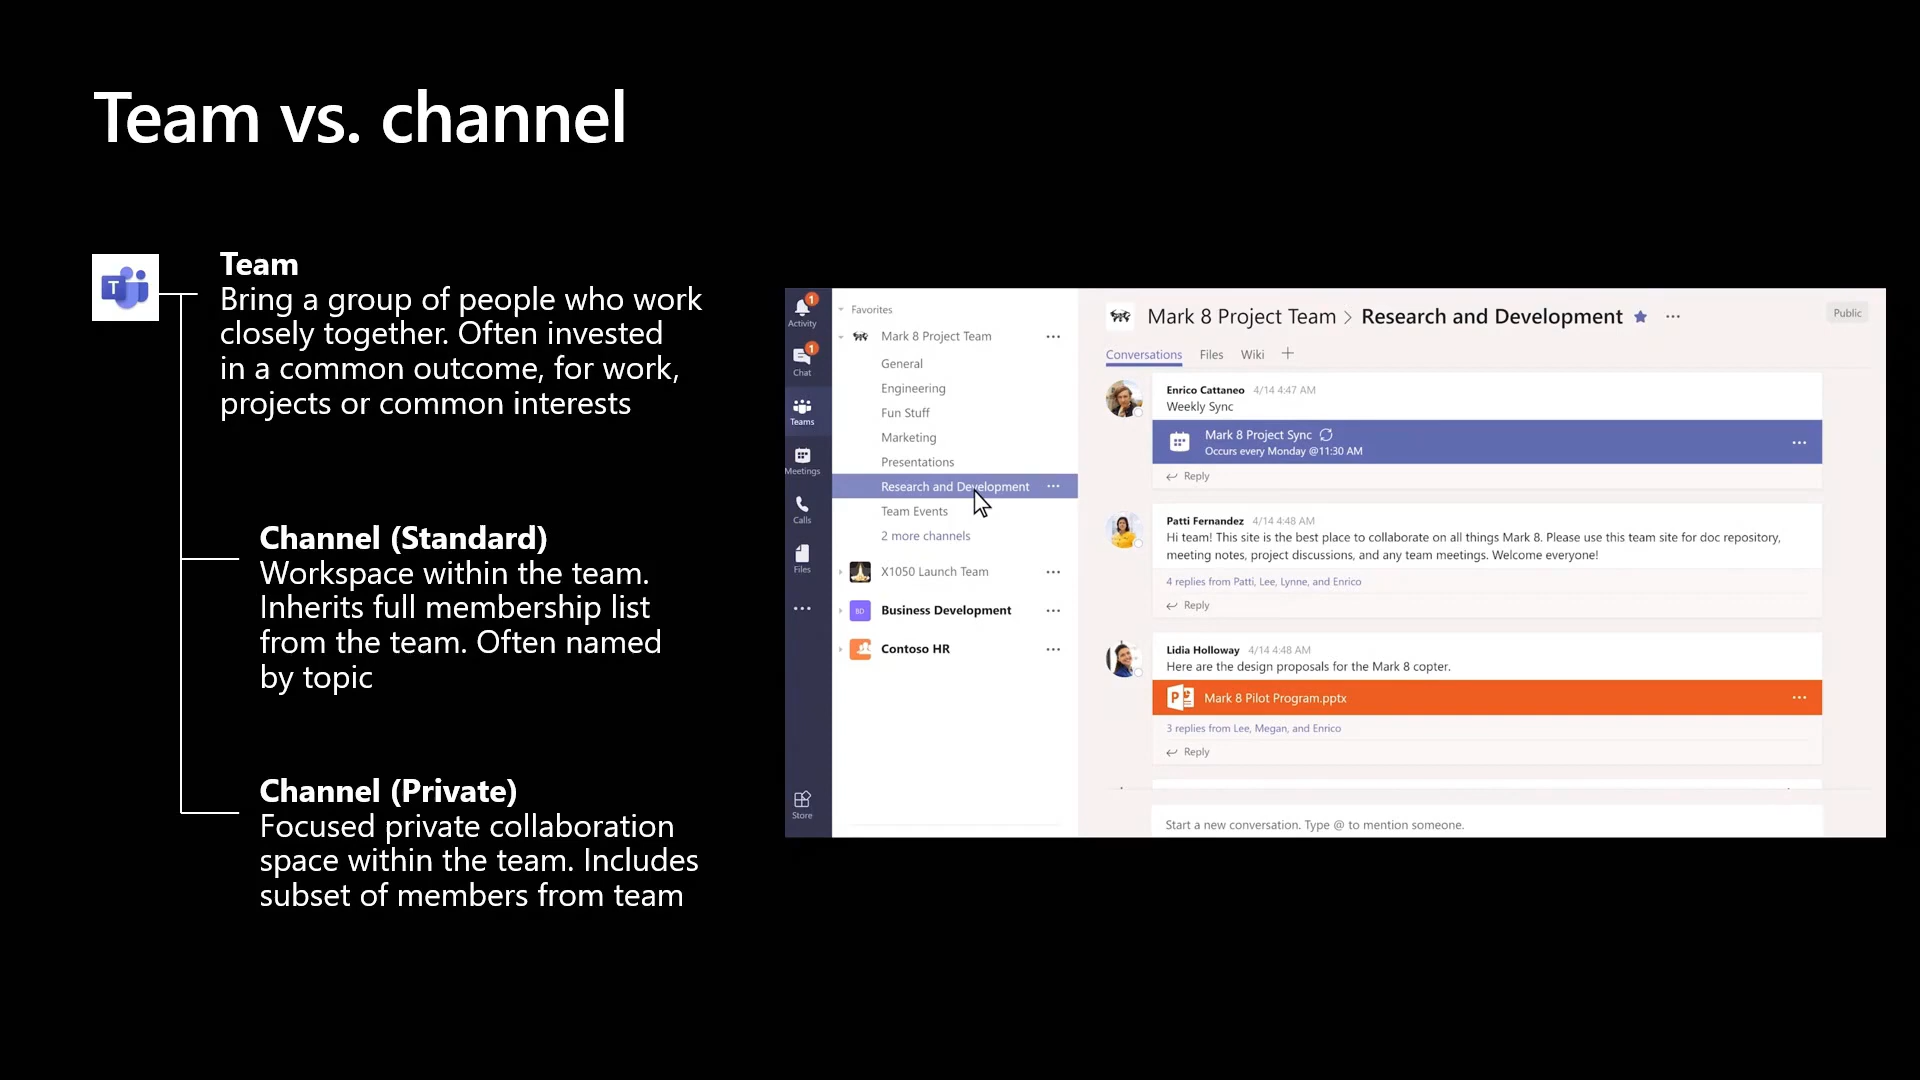 Team vs. channel
T
Team
Bring a group of people who work
closely together. Often invested
in a common outcome, for work,
projects or common interests
Channel (Standard)
Workspace within the team.
Inherits full membership list
from the team. Often named
by topic
Channel (Private)
Focused private collaboration
space within the team. Includes
subset of members from team
1
Activity
1
Chat
Teams
Meetings
Calls
Files
Store
Favorites
Mark 8 Project Team
General
Engineering
Fun Stuff
Marketing
Presentations
Research and Development
Team Events
2 more channels
X1050 Launch Team
BD
Business Development
Contoso HR
Mark 8 Project Team > Research and Development
Public
Conversations Files Wiki +
Enrico Cattaneo 4/14 4:47 AM
Weekly Sync
Mark 8 Project Sync
Occurs every Monday @11:30 AM
Reply
Patti Fernandez 4/14 4:48 AM
Hi team! This site is the best place to collaborate on all things Mark 8. Please use this team site for doc repository,
meeting notes, project discussions, and any team meetings. Welcome everyone!
4 replies from Patti, Lee, Lynne, and Enrico
Reply
Lidia Holloway 4/14 4:48 AM
Here are the design proposals for the Mark 8 copter.
P
Mark 8 Pilot Program.pptx
3 replies from Lee, Megan, and Enrico
Reply
Start a new conversation. Type @ to mention someone.